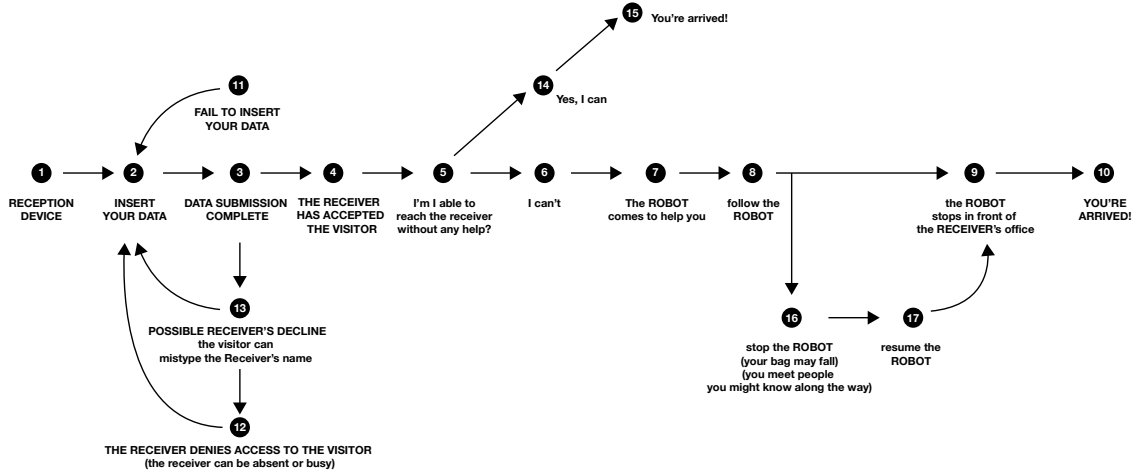 15
You're arrived!
11
14
Yes, I can
FAIL TO INSERT
YOUR DATA
1
2
3
4
5
6
7
8
9
10
RECEPTION
DEVICE
INSERT
YOUR DATA
DATA SUBMISSION
COMPLETE
THE RECEIVER
HAS ACCEPTED
THE VISITOR
I'm I able to
reach the receiver
without any help?
I can't
The ROBOT
comes to help you
follow the
ROBOT
the ROBOT
stops in front of
the RECEIVER's office
YOU'RE
ARRIVED!
13
POSSIBLE RECEIVER'S DECLINE
the visitor can
mistype the Receiver's name
16
17
stop the ROBOT
(your bag may fall)
(you meet people
you might know along the way)
resume the
ROBOT
12
THE RECEIVER DENIES ACCESS TO THE VISITOR
(the receiver can be absent or busy)